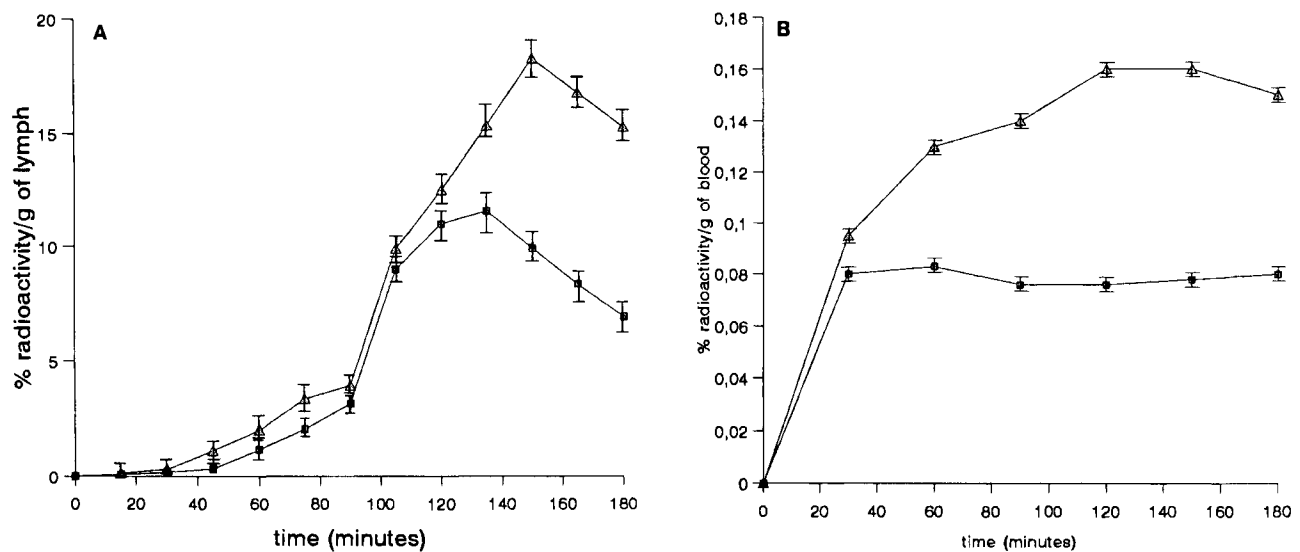 A
% radioactivity/g of lymph
20
15
10
5
0
0 20 40 60 80 100 120 140 160 180
time (minutes)
B
% radioactivity/g of blood
0,18
0,16
0,14
0,12
0,1
0,08
0,06
0,04
0,02
0
0 20 40 60 80 100 120 140 160 180
time (minutes)